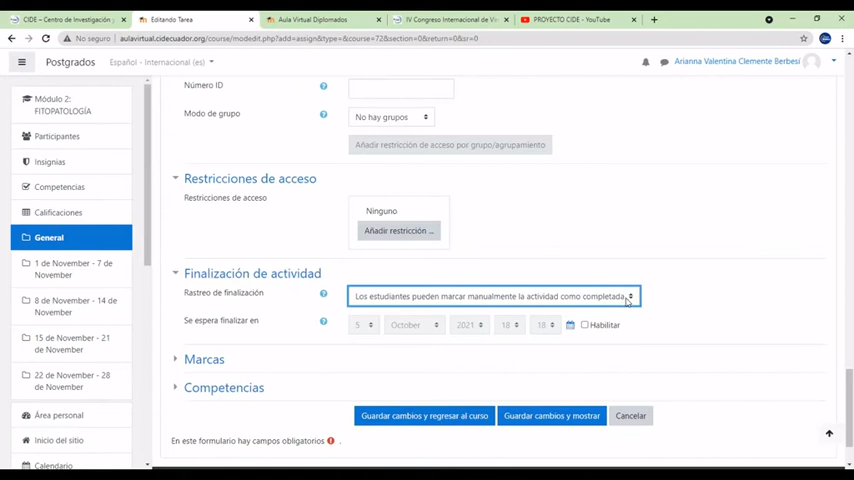 CIDE – Centro de Investigación y
Editando Tarea
Aula Virtual Diplomados
IV Congreso Internacional de Vin
PROYECTO CIDE - YouTube
No seguro
aulavirtual.cidecuador.org/course/modedit.php?add=assign&type=&course=72&section=0&return=0&sr=0
Postgrados
Español - Internacional (es)
Arianna Valentina Clemente Berbesí
Módulo 2:
FITOPATOLOGÍA
Participantes
Insignias
Competencias
Calificaciones
General
1 de November - 7 de
November
8 de November - 14 de
November
15 de November - 21 de
November
22 de November - 28 de
November
Área personal
Inicio del sitio
Calendario
Número ID
Modo de grupo
No hay grupos
Añadir restricción de acceso por grupo/agrupamiento
Restricciones de acceso
Restricciones de acceso
Ninguno
Añadir restricción ...
Finalización de actividad
Rastreo de finalización
Los estudiantes pueden marcar manualmente la actividad como completada
Se espera finalizar en
5 October 2021 18 18 Habilitar
Marcas
Competencias
Guardar cambios y regresar al curso
Guardar cambios y mostrar
Cancelar
En este formulario hay campos obligatorios .